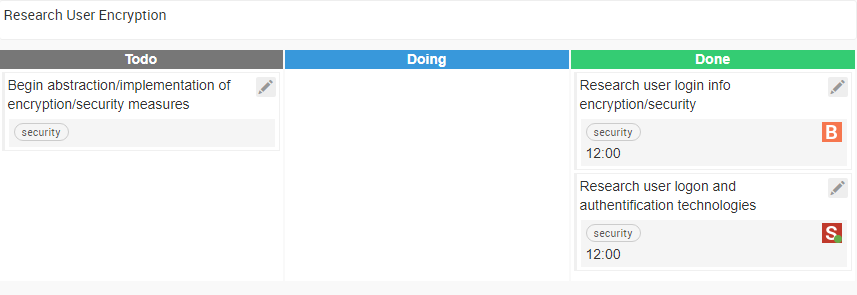 Research User Encryption
Todo
Doing
Done
Begin abstraction/implementation of
encryption/security measures
security
Research user login info
encryption/security
security
B
12:00
Research user logon and
authentification technologies
security
S
12:00